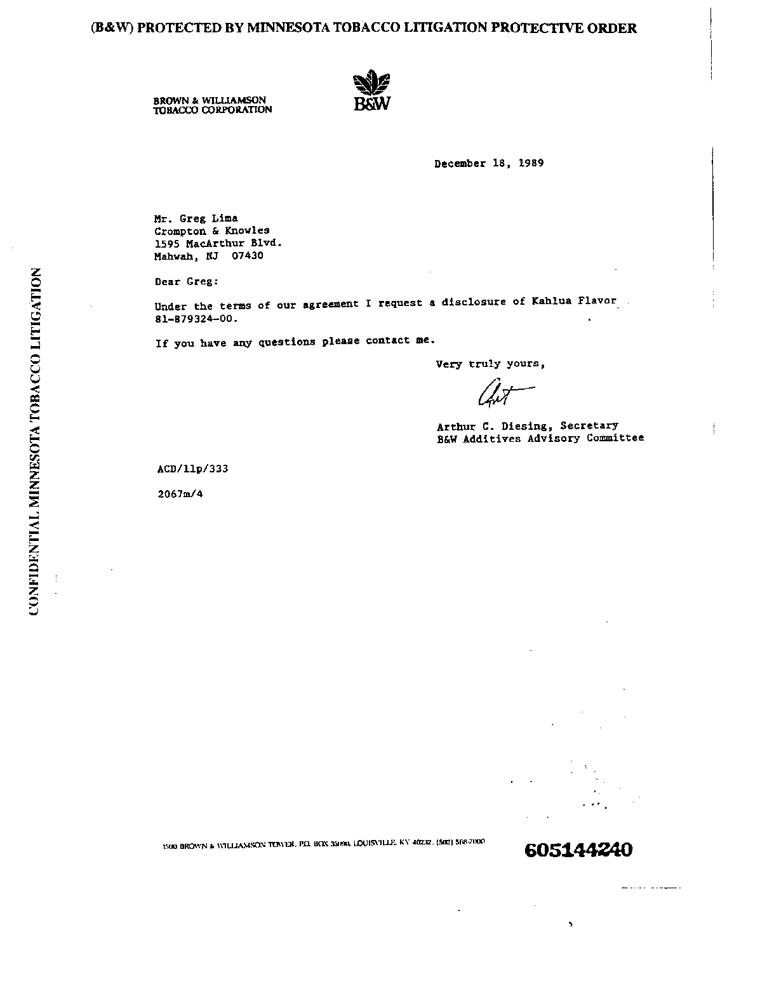 (B&W) PROTECTED BY MINNESOTA TOBACCO LITIGATION PROTECTIVE ORDER
BROWN & WILLIAMSON
TOBACCO CORPORATION
B&W
December 18, 1989
Mr. Greg Lima
Crompton & Knowles
1595 MacArthur Blvd.
Mahwah, NJ 07430
Dear Greg:
Under the terms of our agreement I request a disclosure of Kahlua Flavor
81-879324-00.
If you have any questions please contact me.
Very truly yours,
Art
Arthur C. Diesing, Secretary
B&W Additives Advisory Committee
ACD/llp/333
2067m/4
CONFIDENTIAL MINNESOTA TOBACCO LITIGATION
1500 BROWN & WILLIAMSON TOWER, P.O. BOX 35090, LOUISVILLE, KY 40232, (502) 568-7000
605144240